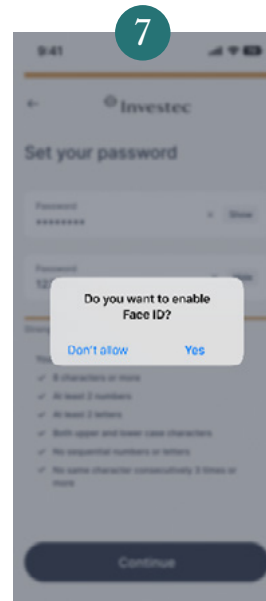 7
9:41
Investec
Set your password
Password
Show
Password
Do you want to enable
Face ID?
Don't allow
Yes
8 characters or more
At least 2 numbers
At least 2 letters
Both upper and lower case characters
No sequential numbers or letters
No same character consecutively 3 times or
more
Continue